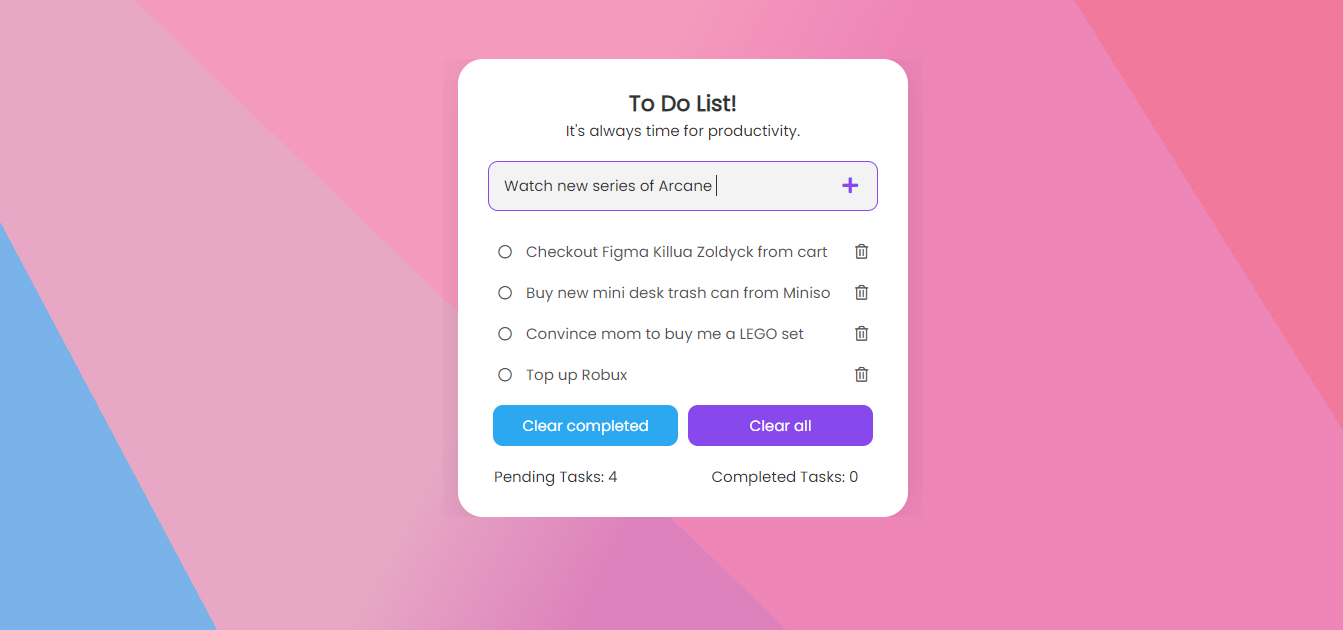 To Do List!
It's always time for productivity.
Watch new series of Arcane
Checkout Figma Killua Zoldyck from cart
Buy new mini desk trash can from Miniso
Convince mom to buy me a LEGO set
Top up Robux
Clear completed Clear all
Pending Tasks: 4 Completed Tasks: 0